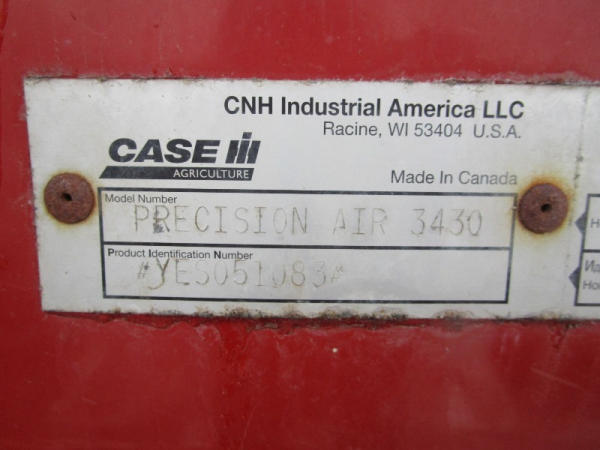 CNH Industrial America LLC
Racine, WI 53404 U.S.A.
CASE IH
AGRICULTURE
Made In Canada
Model Number
PRECISION AIR 3430
Product Identification Number
*YES051083*